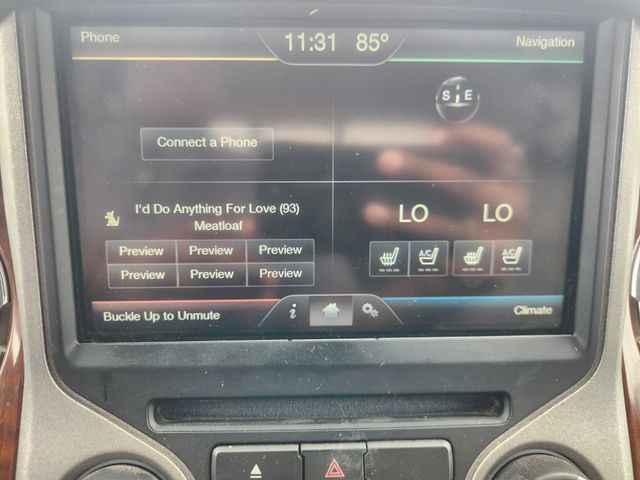 Phone
11:31 85°
Navigation
S E
Connect a Phone
I'd Do Anything For Love (93)
Meatloaf
Preview Preview Preview
Preview Preview Preview
LO LO
A/C A/C
Buckle Up to Unmute
i
Climate